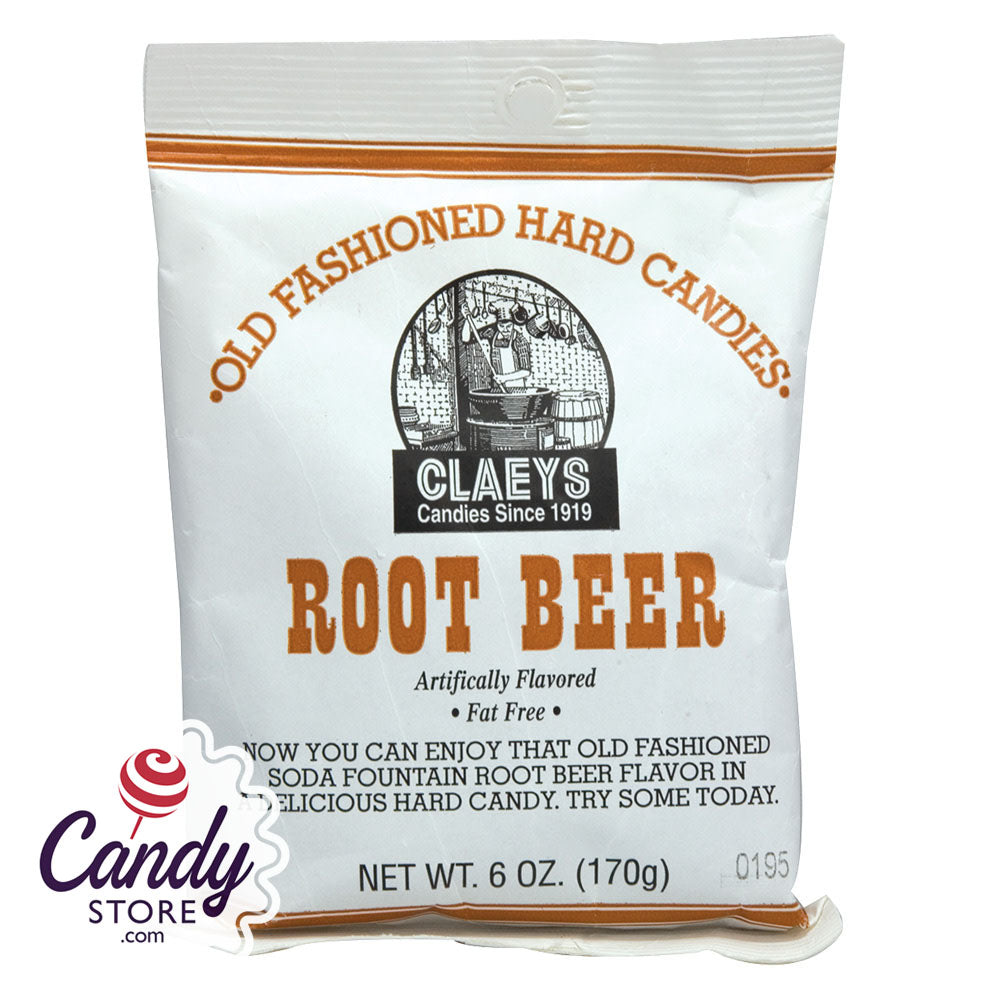 •OLD FASHIONED HARD CANDIES•
CLAEYS
Candies Since 1919
ROOT BEER
Artifically Flavored
• Fat Free •
NOW YOU CAN ENJOY THAT OLD FASHIONED
SODA FOUNTAIN ROOT BEER FLAVOR IN
A DELICIOUS HARD CANDY. TRY SOME TODAY.
NET WT. 6 OZ. (170g)
0195
Candy
STORE
.com